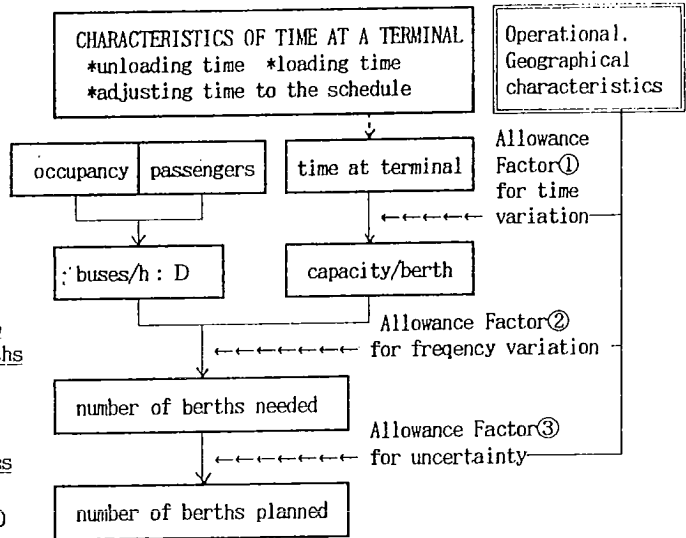 CHARACTERISTICS OF TIME AT A TERMINAL
*unloading time *loading time
*adjusting time to the schedule
Operational.
Geographical
characteristics
occupancy passengers
time at terminal
Allowance
Factor①
for time
variation
buses/h : D
capacity/berth
Allowance Factor②
for freqency variation
number of berths needed
Allowance Factor③
for uncertainty
number of berths planned